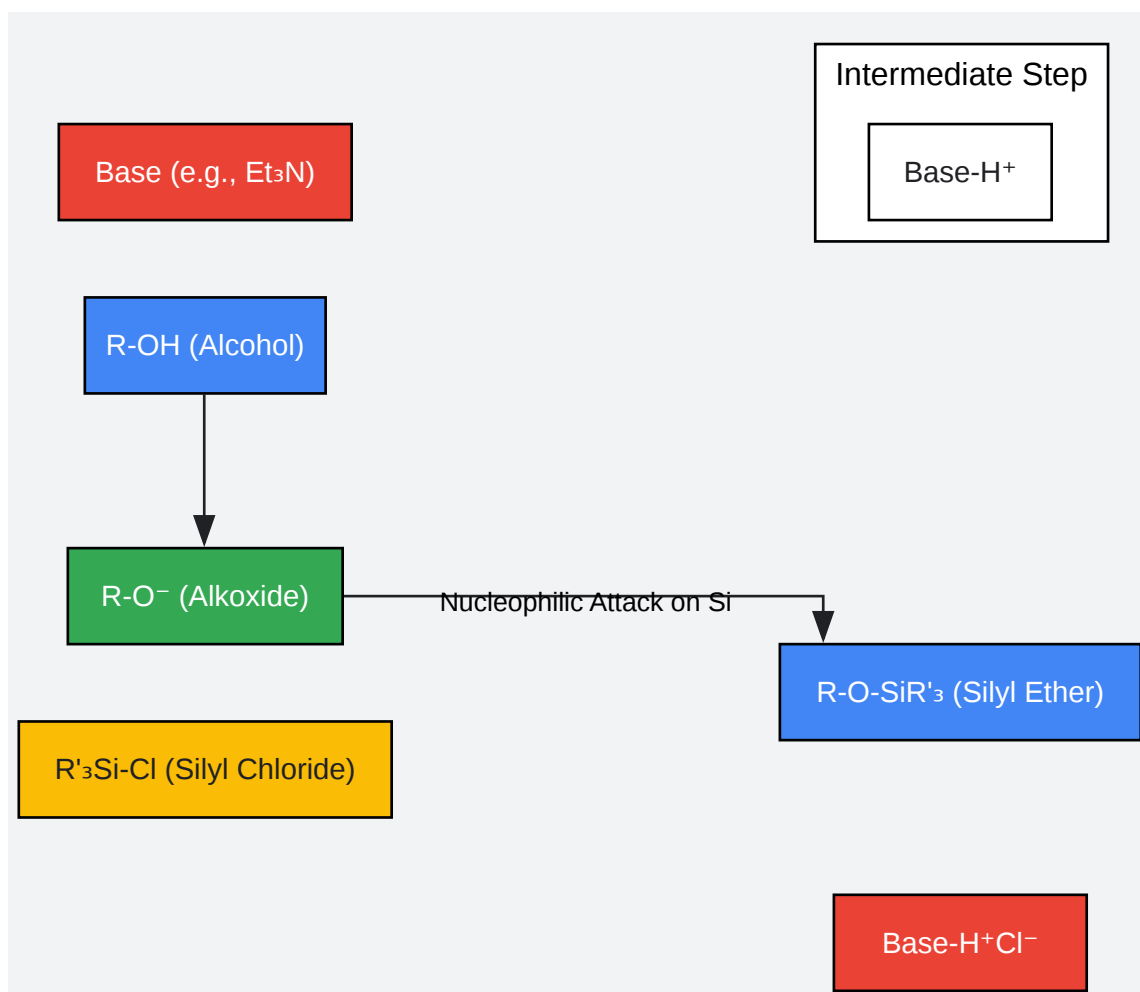 Intermediate Step
Base (e.g., Et₃N)
Base-H⁺
R-OH (Alcohol)
R-O⁻ (Alkoxide)
Nucleophilic Attack on Si
R-O-SiR'₃ (Silyl Ether)
R'₃Si-Cl (Silyl Chloride)
Base-H⁺Cl⁻